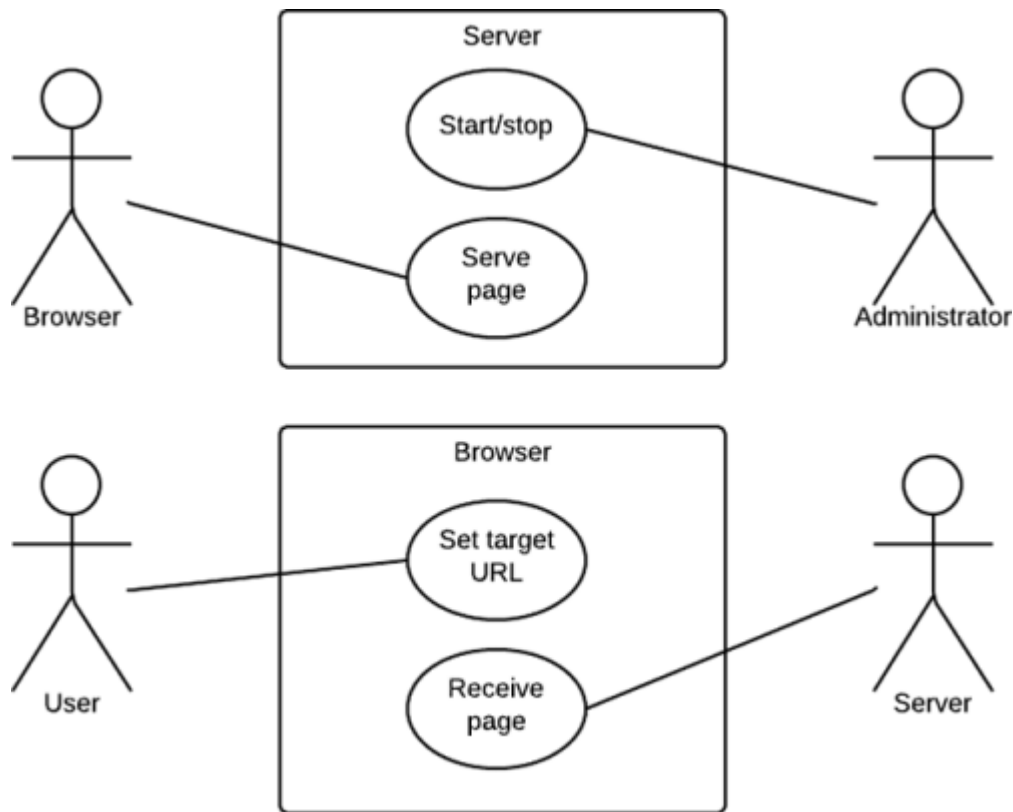 Server
Start/stop
Serve
page
Browser
Administrator
Browser
Set target
URL
Receive
page
User
Server